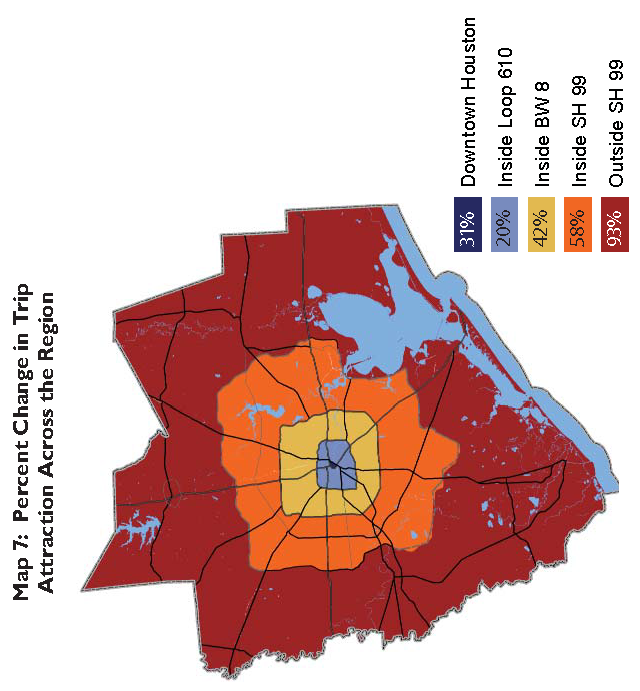 Map 7: Percent Change in Trip
Attraction Across the Region
31% Downtown Houston
20% Inside Loop 610
42% Inside BW 8
58% Inside SH 99
93% Outside SH 99